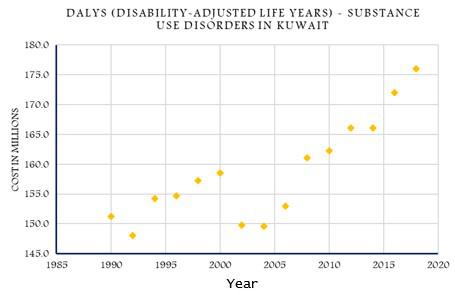 DALYS (DISABILITY-ADJUSTED LIFE YEARS) - SUBSTANCE
USE DISORDERS IN KUWAIT
COST IN MILLIONS
180.0
175.0
170.0
165.0
160.0
155.0
150.0
145.0
1985 1990 1995 2000 2005 2010 2015 2020
Year